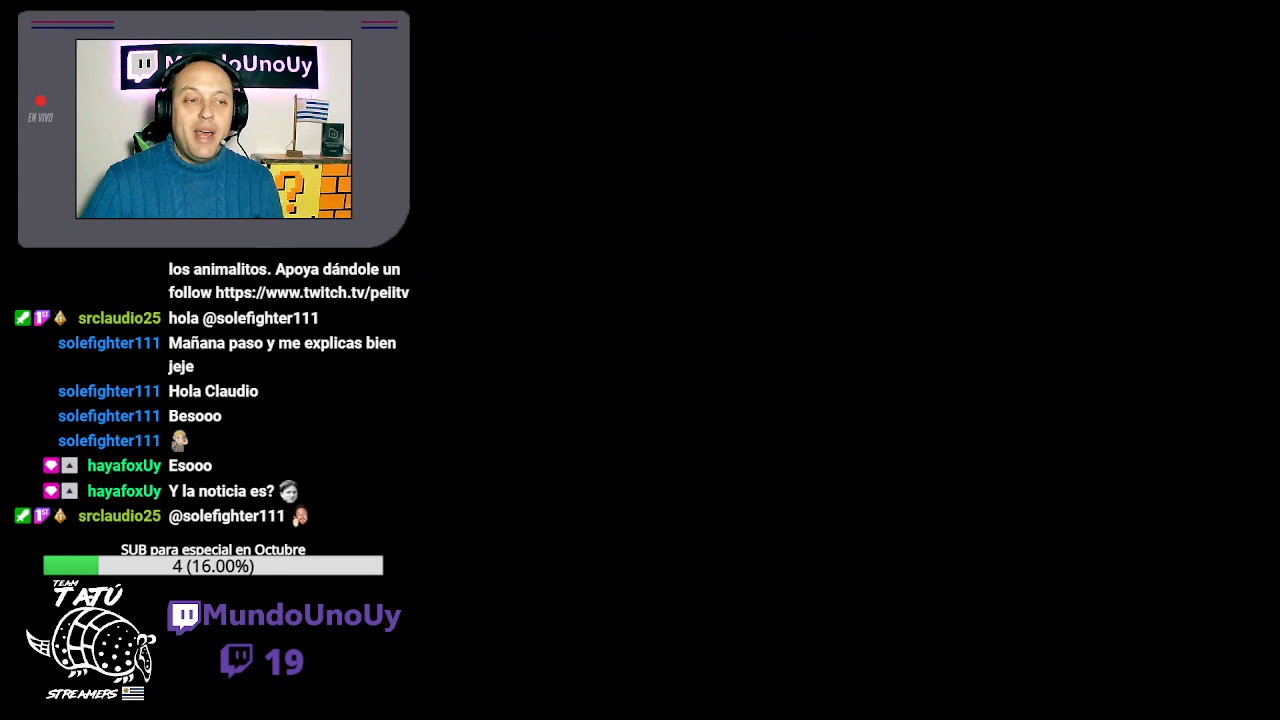 MundoUnoUy
EN VIVO
los animalitos. Apoya dándole un
follow https://www.twitch.tv/peiitv
srclaudio25 hola @solefighter111
solefighter111 Mañana paso y me explicas bien
jeje
solefighter111 Hola Claudio
solefighter111 Besooo
solefighter111
hayafoxUy Esooo
hayafoxUy Y la noticia es?
srclaudio25 @solefighter111
SUB para especial en Octubre
4 (16.00%)
TEAM
TATÚ
STREAMERS
MundoUnoUy
19